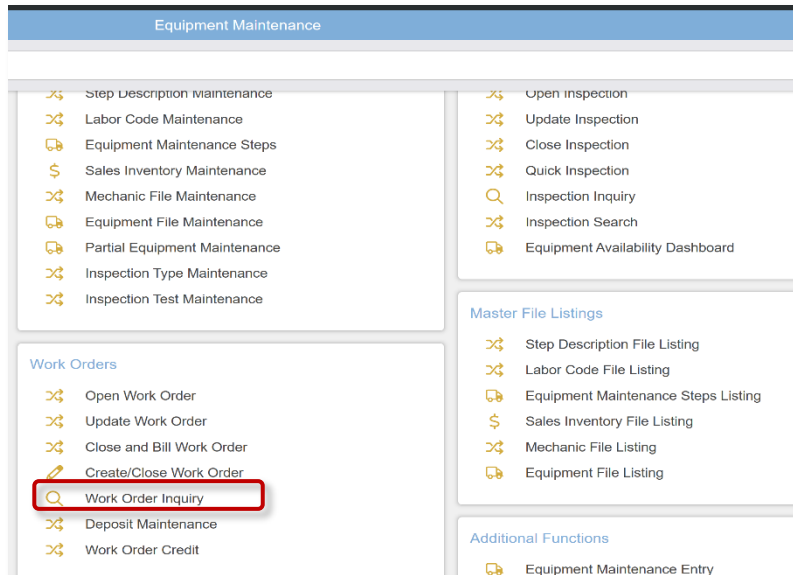 Equipment Maintenance
Step Description Maintenance
Labor Code Maintenance
Equipment Maintenance Steps
Sales Inventory Maintenance
Mechanic File Maintenance
Equipment File Maintenance
Partial Equipment Maintenance
Inspection Type Maintenance
Inspection Test Maintenance
Work Orders
Open Work Order
Update Work Order
Close and Bill Work Order
Create/Close Work Order
Work Order Inquiry
Deposit Maintenance
Work Order Credit
Open Inspection
Update Inspection
Close Inspection
Quick Inspection
Inspection Inquiry
Inspection Search
Equipment Availability Dashboard
Master File Listings
Step Description File Listing
Labor Code File Listing
Equipment Maintenance Steps Listing
Sales Inventory File Listing
Mechanic File Listing
Equipment File Listing
Additional Functions
Equipment Maintenance Entry